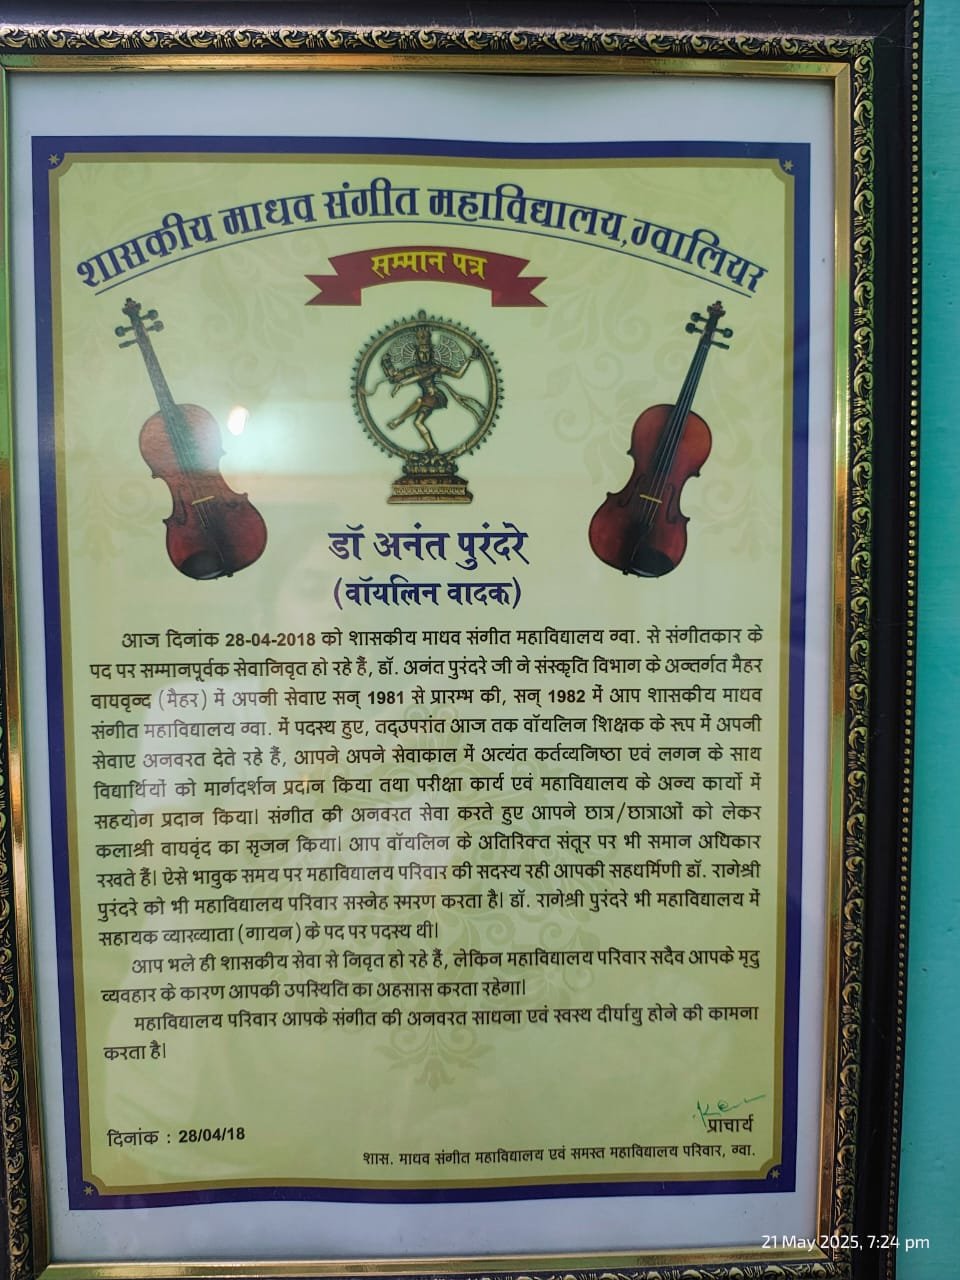 शासकीय माधव संगीत महाविद्यालय,ग्वालियर
सम्मान पत्र
डॉ अनंत पुरंदरे
(वॉयलिन वादक)
आज दिनांक 28-04-2018 को शासकीय माधव संगीत महाविद्यालय ग्वा. से संगीतकार के
पद पर सम्मानपूर्वक सेवानिवृत हो रहे हैं, डॉ. अनंत पुरंदरे जी ने संस्कृति विभाग के अन्तर्गत मैहर
वायवृन्द (मैहर) में अपनी सेवाए सन् 1981 से प्रारम्भ की, सन् 1982 में आप शासकीय माधव
संगीत महाविद्यालय ग्वा. में पदस्थ हुए, तद्उपरांत आज तक वॉयलिन शिक्षक के रूप में अपनी
सेवाए अनवरत देते रहे हैं, आपने अपने सेवाकाल में अत्यंत कर्तव्यनिष्ठा एवं लगन के साथ
विद्यार्थियों को मार्गदर्शन प्रदान किया तथा परीक्षा कार्य एवं महाविद्यालय के अन्य कार्यो में
सहयोग प्रदान किया। संगीत की अनवरत सेवा करते हुए आपने छात्र/छात्राओं को लेकर
कलाश्री वायवृंद का सृजन किया। आप वॉयलिन के अतिरिक्त संतूर पर भी समान अधिकार
रखते हैं। ऐसे भावुक समय पर महाविद्यालय परिवार की सदस्य रही आपकी सहधर्मिणी डॉ. रागेश्री
पुरंदरे को भी महाविद्यालय परिवार सस्नेह स्मरण करता है। डॉ. रागेश्री पुरंदरे भी महाविद्यालय में
सहायक व्याख्याता (गायन) के पद पर पदस्थ थी।
आप भले ही शासकीय सेवा से निवृत हो रहे हैं, लेकिन महाविद्यालय परिवार सदैव आपके मृदु
व्यवहार के कारण आपकी उपस्थिति का अहसास करता रहेगा।
महाविद्यालय परिवार आपके संगीत की अनवरत साधना एवं स्वस्थ दीर्घायु होने की कामना
करता है।
प्राचार्य
दिनांक : 28/04/18
शास. माधव संगीत महाविद्यालय एवं समस्त महाविद्यालय परिवार, ग्वा.
21 May 2025, 7:24 pm